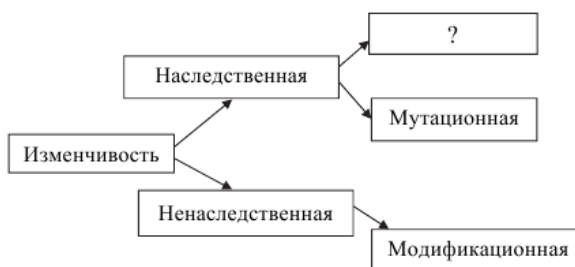 ?
Наследственная
Мутационная
Изменчивость
Ненаследственная
Модификационная